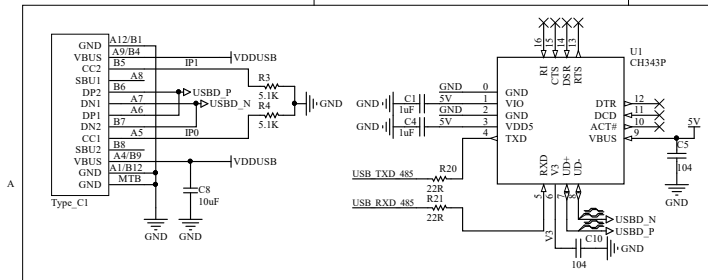 GND A12/B1
VBUS A9/B4 VDDUSB
CC2 B5 IP1
SBU1 A8
DP2 B6 USBD_P
DN1 A7 USBD_N
DP1 A6
DN2 B7
CC1 A5 IP0
SBU2 B8
VBUS A4/B9 VDDUSB
GND A1/B12
GND MTB
Type_C1
R3
5.1K
R4
5.1K
GND
C8
10uF
GND GND
A
U1
CH343P
16 15 14 13
RI CTS DSR RTS
GND 0 GND
GND C1 5V 1 VIO
1uF
GND 2 GND
GND C4 5V 3 VDD5
1uF
4 TXD
DTR 12
DCD 11
ACT# 10
VBUS 9 5V
C5
104
GND
RXD V3 UD+ UD-
5 6 7 8
USB_TXD_485 R20
22R
USB_RXD_485 R21
22R
USBD_N
USBD_P
V3
C10
104
GND